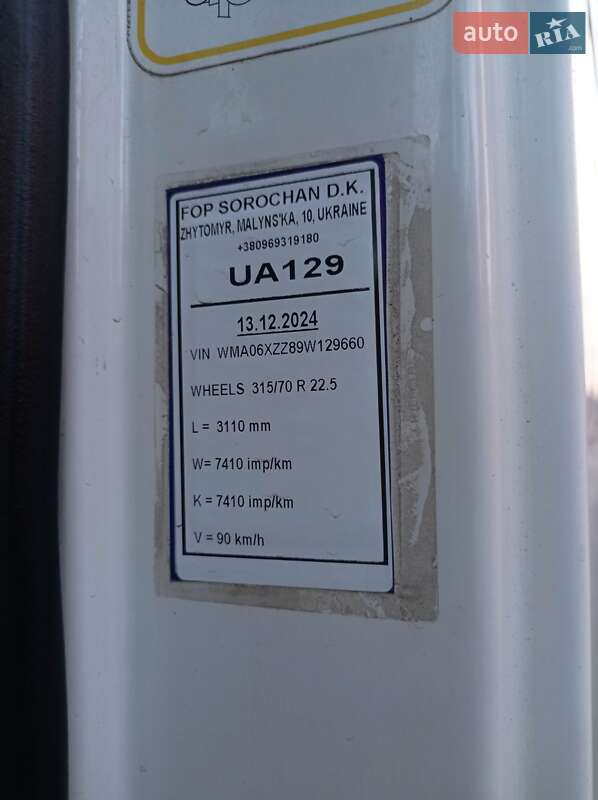 auto RIA.com
FOP SOROCHAN D.K.
ZHYTOMYR, MALYNS'KA, 10, UKRAINE
+380969319180
UA129
13.12.2024
VIN WMA06XZZ89W129660
WHEELS 315/70 R 22.5
L = 3110 mm
W= 7410 imp/km
K = 7410 imp/km
V = 90 km/h